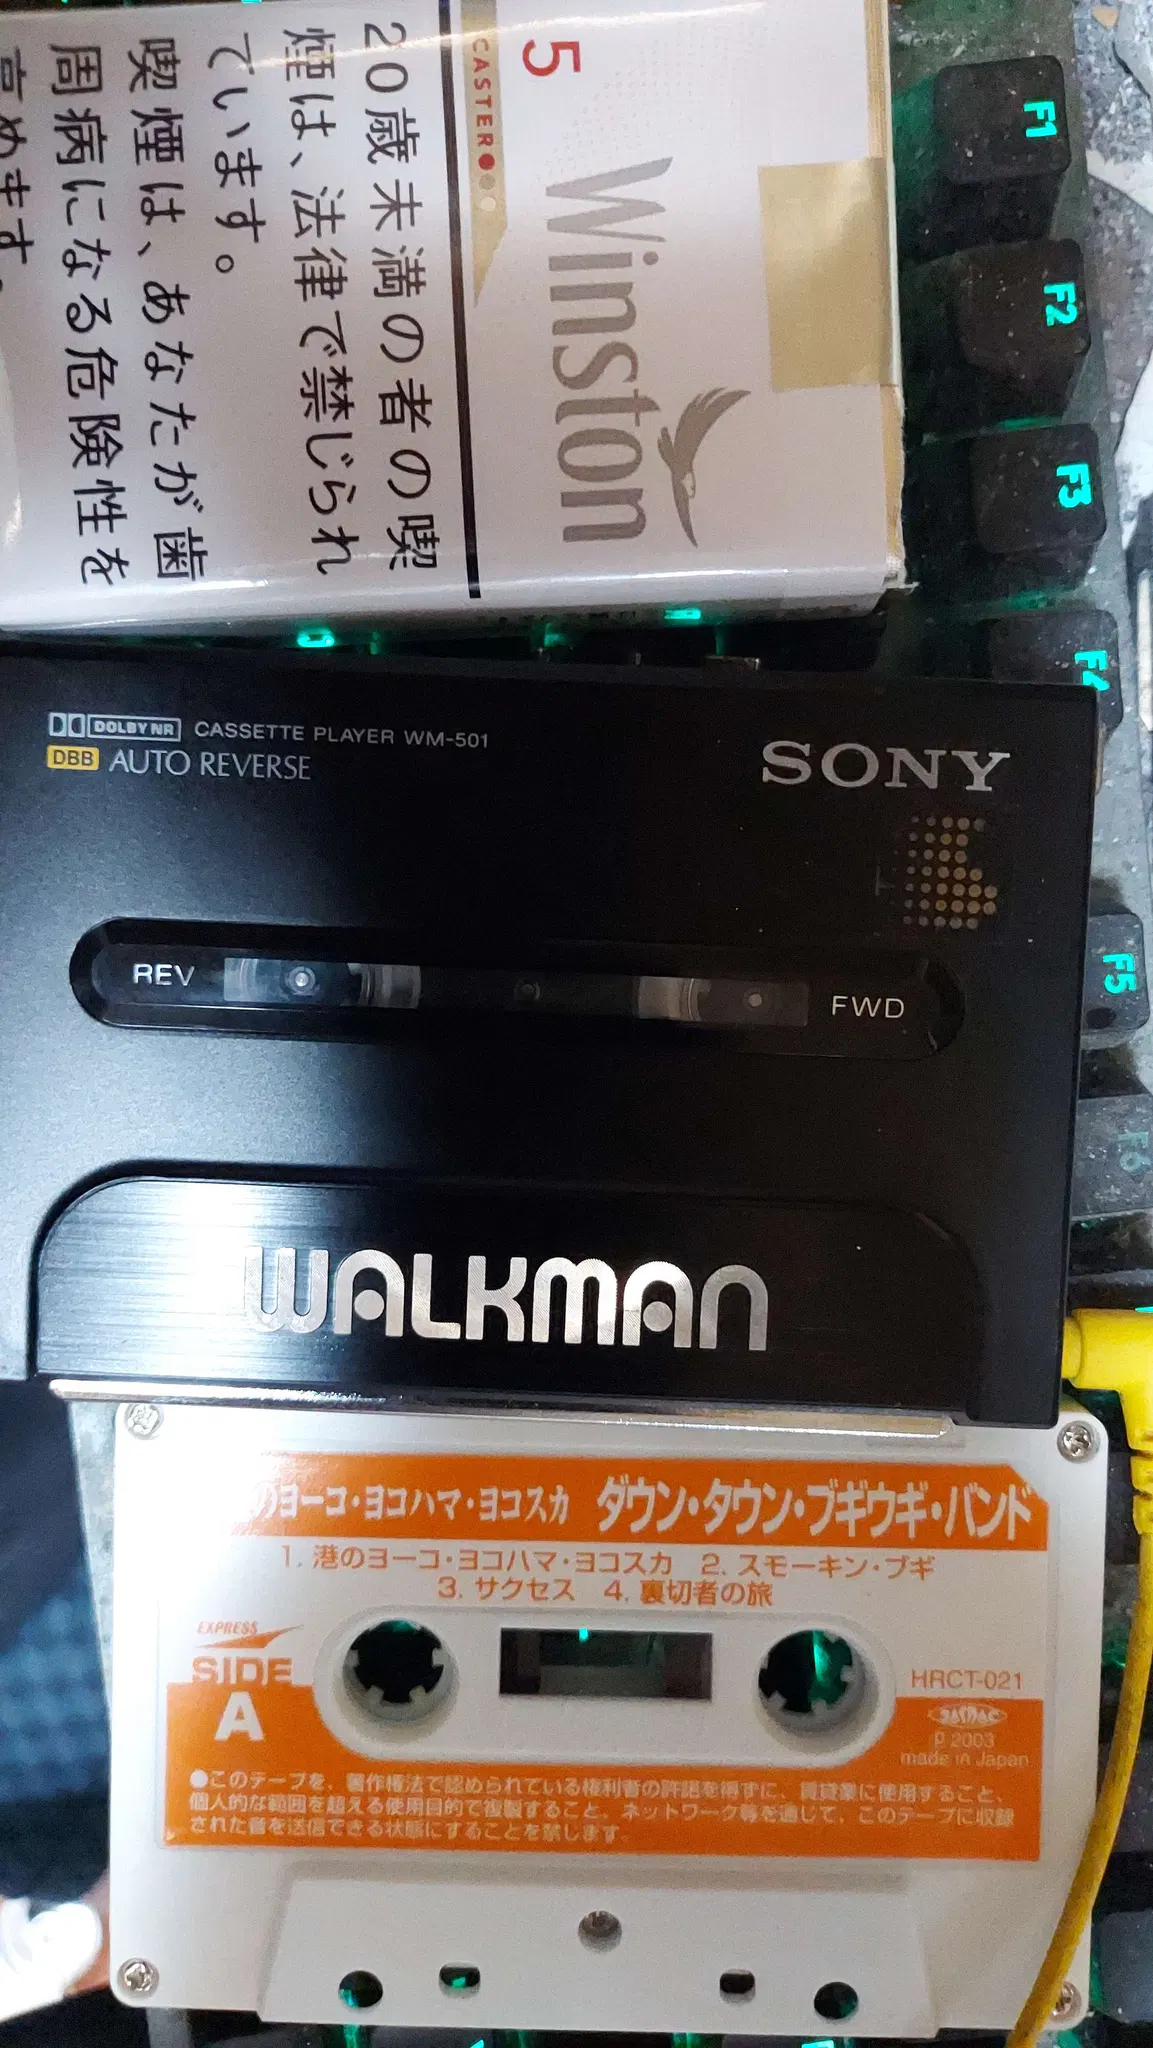 5
CASTER
Winston
20歳未満の者の喫
煙は、法律で禁じられ
ています。
喫煙は、あなたが歯
周病になる危険性を
高めます。
F1
F2
F3
F4
F5
F6
DOLBY NR CASSETTE PLAYER WM-501
DBB AUTO REVERSE
SONY
REV
FWD
WALKMAN
のヨーコ・ヨコハマ・ヨコスカ ダウン・タウン・ブギウギ・バンド
1. 港のヨーコ・ヨコハマ・ヨコスカ 2. スモーキン・ブギ
3. サクセス 4. 裏切者の旅
EXPRESS
SIDE
A
HRCT-021
JASRAC
℗ 2003
made in Japan
●このテープを、著作権法で認められている権利者の許諾を得ずに、賃貸業に使用すること、
個人的な範囲を超える使用目的で複製すること、ネットワーク等を通じて、このテープに収録
された音を送信できる状態にすることを禁じます。